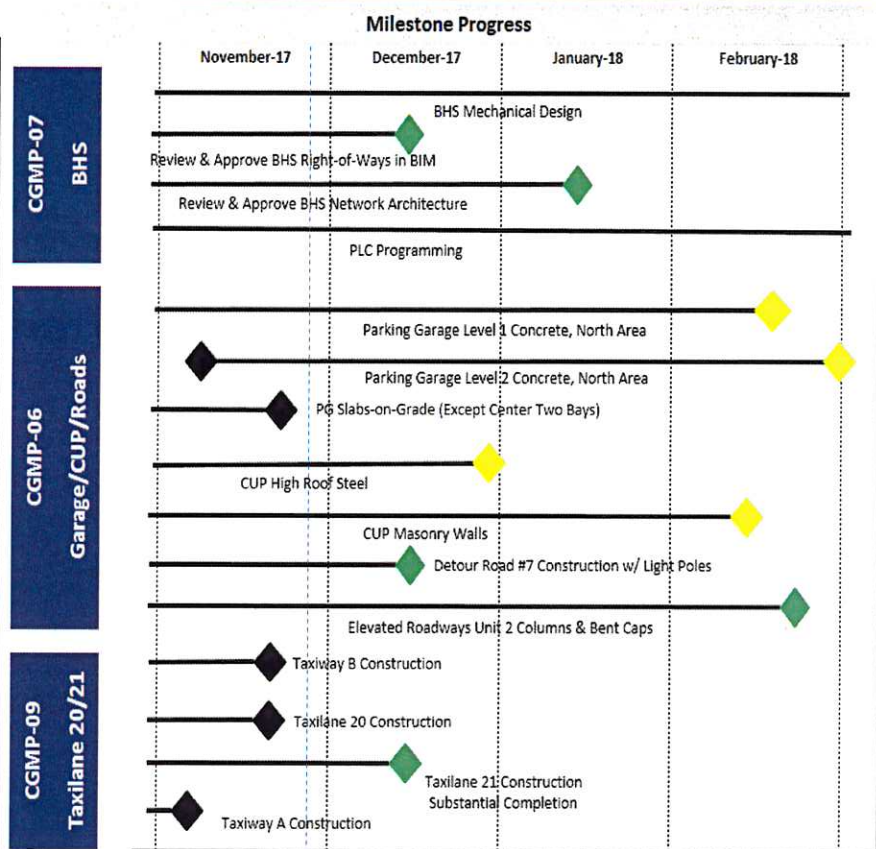 Milestone Progress
November-17 December-17 January-18 February-18
CGMP-07
BHS
BHS Mechanical Design
Review & Approve BHS Right-of-Ways in BIM
Review & Approve BHS Network Architecture
PLC Programming
CGMP-06
Garage/CUP/Roads
Parking Garage Level 1 Concrete, North Area
Parking Garage Level 2 Concrete, North Area
PG Slabs-on-Grade (Except Center Two Bays)
CUP High Roof Steel
CUP Masonry Walls
Detour Road #7 Construction w/ Light Poles
Elevated Roadways Unit 2 Columns & Bent Caps
CGMP-09
Taxilane 20/21
Taxiway B Construction
Taxilane 20 Construction
Taxilane 21 Construction
Substantial Completion
Taxiway A Construction